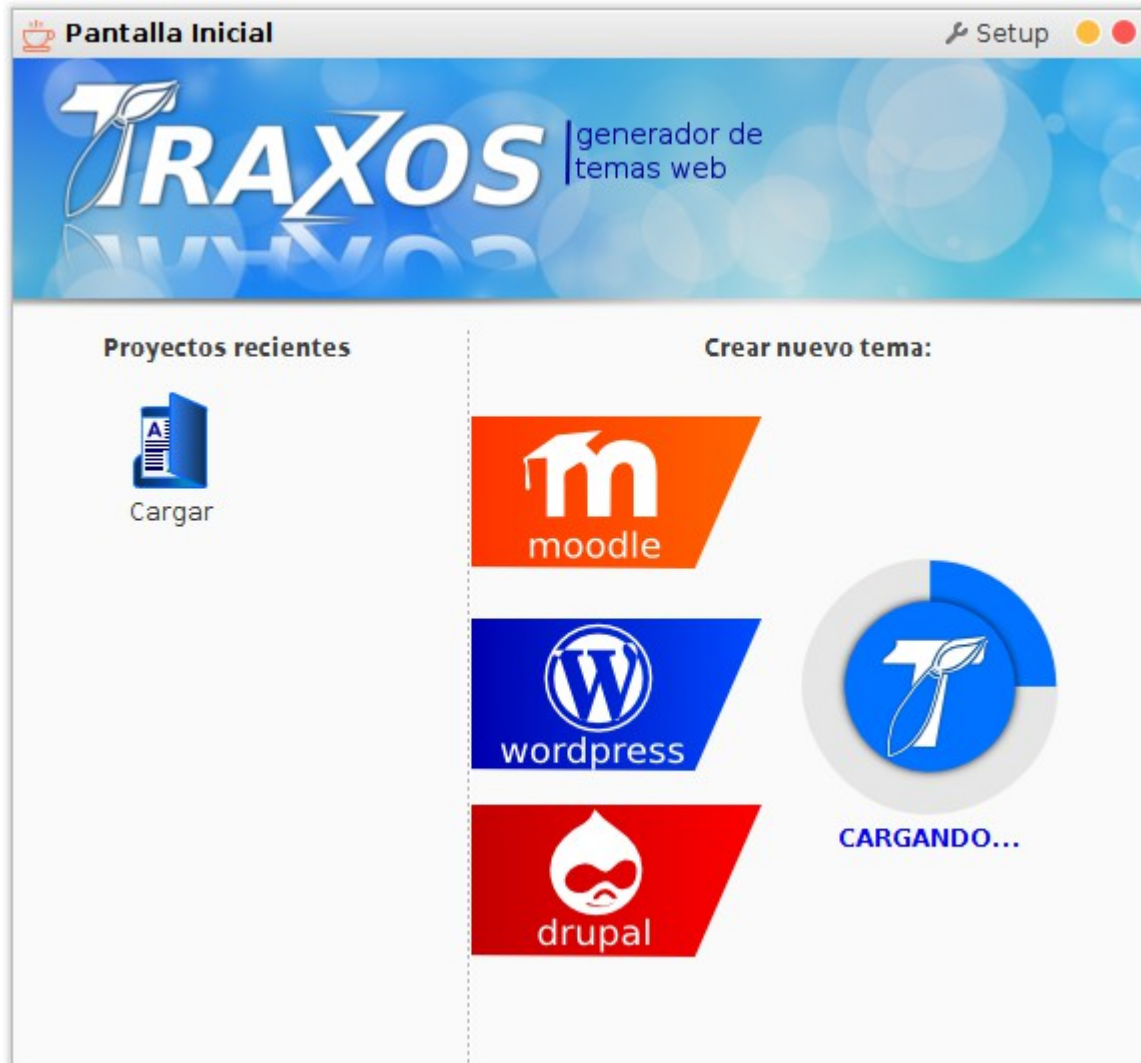 Pantalla Inicial
Setup
TRAXOS
generador de
temas web
Proyectos recientes
Cargar
Crear nuevo tema:
moodle
wordpress
drupal
CARGANDO...